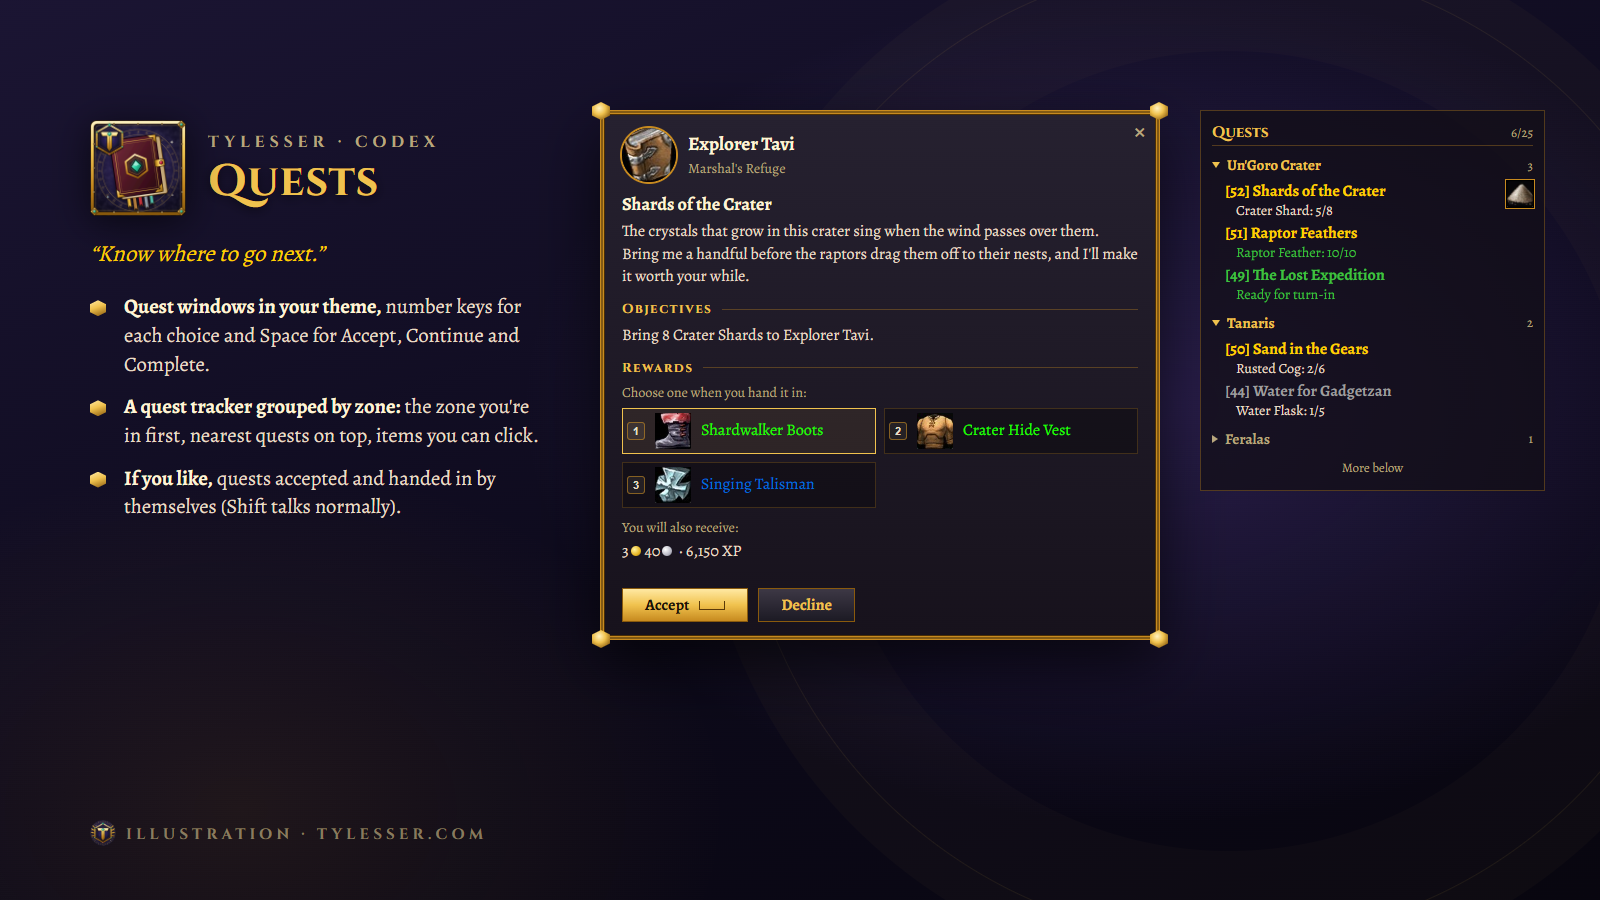 TYLESSER · CODEX
QUESTS
“Know where to go next.”
Quest windows in your theme, number keys for
each choice and Space for Accept, Continue and
Complete.
A quest tracker grouped by zone: the zone you're
in first, nearest quests on top, items you can click.
If you like, quests accepted and handed in by
themselves (Shift talks normally).
Explorer Tavi
Marshal's Refuge
×
Shards of the Crater
The crystals that grow in this crater sing when the wind passes over them.
Bring me a handful before the raptors drag them off to their nests, and I'll make
it worth your while.
OBJECTIVES
Bring 8 Crater Shards to Explorer Tavi.
REWARDS
Choose one when you hand it in:
1 Shardwalker Boots
2 Crater Hide Vest
3 Singing Talisman
You will also receive:
3 40 · 6,150 XP
Accept
Decline
QUESTS 6/25
Un'Goro Crater 3
[52] Shards of the Crater
Crater Shard: 5/8
[51] Raptor Feathers
Raptor Feather: 10/10
[49] The Lost Expedition
Ready for turn-in
Tanaris 2
[50] Sand in the Gears
Rusted Cog: 2/6
[44] Water for Gadgetzan
Water Flask: 1/5
Feralas 1
More below
ILLUSTRATION · TYLESSER.COM